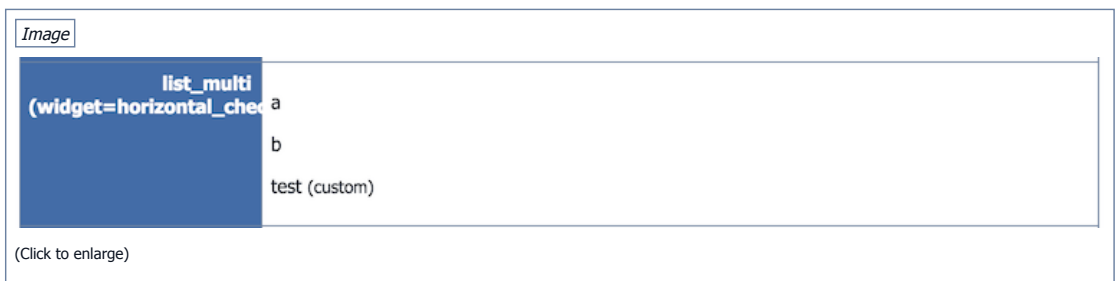 Image
list_multi
(widget=horizontal_chec
a
b
test (custom)
(Click to enlarge)